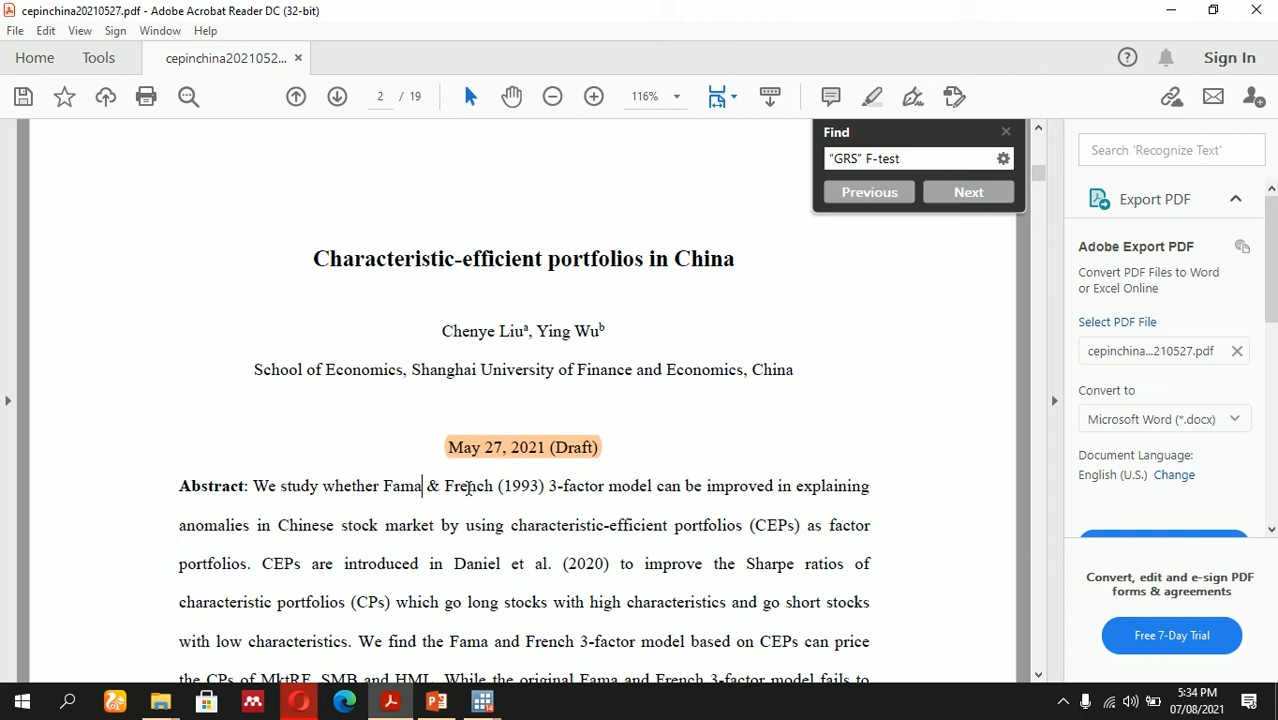 cepinchina20210527.pdf - Adobe Acrobat Reader DC (32-bit)
File Edit View Sign Window Help
Home Tools cepinchina2021052... × Sign In
2 / 19 116%
Find
"GRS" F-test
Previous Next
Search 'Recognize Text'
Export PDF
Adobe Export PDF
Convert PDF Files to Word
or Excel Online
Select PDF File
cepinchina...210527.pdf
Convert to
Microsoft Word (*.docx)
Document Language:
English (U.S.) Change
Convert, edit and e-sign PDF
forms & agreements
Free 7-Day Trial
Characteristic-efficient portfolios in China
Chenye Liuᵃ, Ying Wuᵇ
School of Economics, Shanghai University of Finance and Economics, China
May 27, 2021 (Draft)
Abstract: We study whether Fama & French (1993) 3-factor model can be improved in explaining
anomalies in Chinese stock market by using characteristic-efficient portfolios (CEPs) as factor
portfolios. CEPs are introduced in Daniel et al. (2020) to improve the Sharpe ratios of
characteristic portfolios (CPs) which go long stocks with high characteristics and go short stocks
with low characteristics. We find the Fama and French 3-factor model based on CEPs can price
the CPs of MktRF, SMB and HML. While the original Fama and French 3-factor model fails to
5:34 PM
07/08/2021